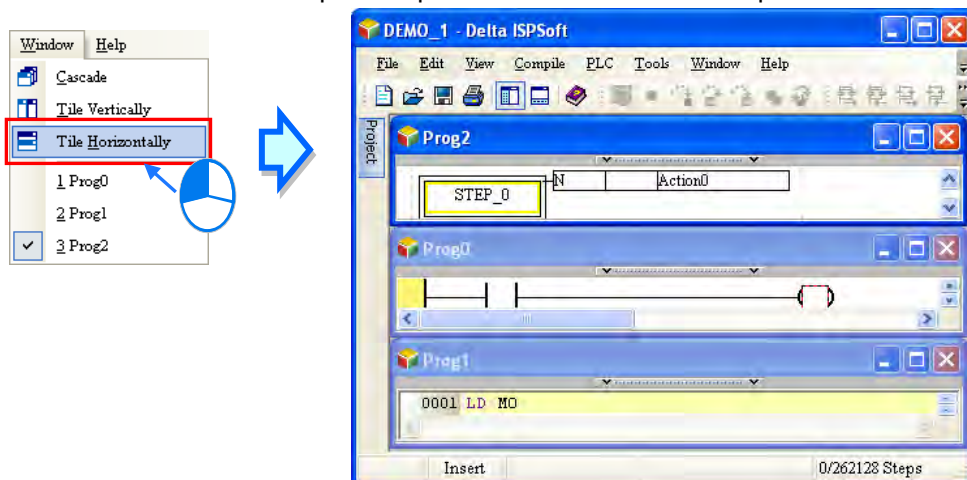 Window Help
Cascade
Tile Vertically
Tile Horizontally
1 Prog0
2 Prog1
3 Prog2
DEMO_1 - Delta ISPSoft
File Edit View Compile PLC Tools Window Help
Project
Prog2
STEP_0 N Action0
Prog0
Prog1
0001 LD M0
Insert 0/262128 Steps